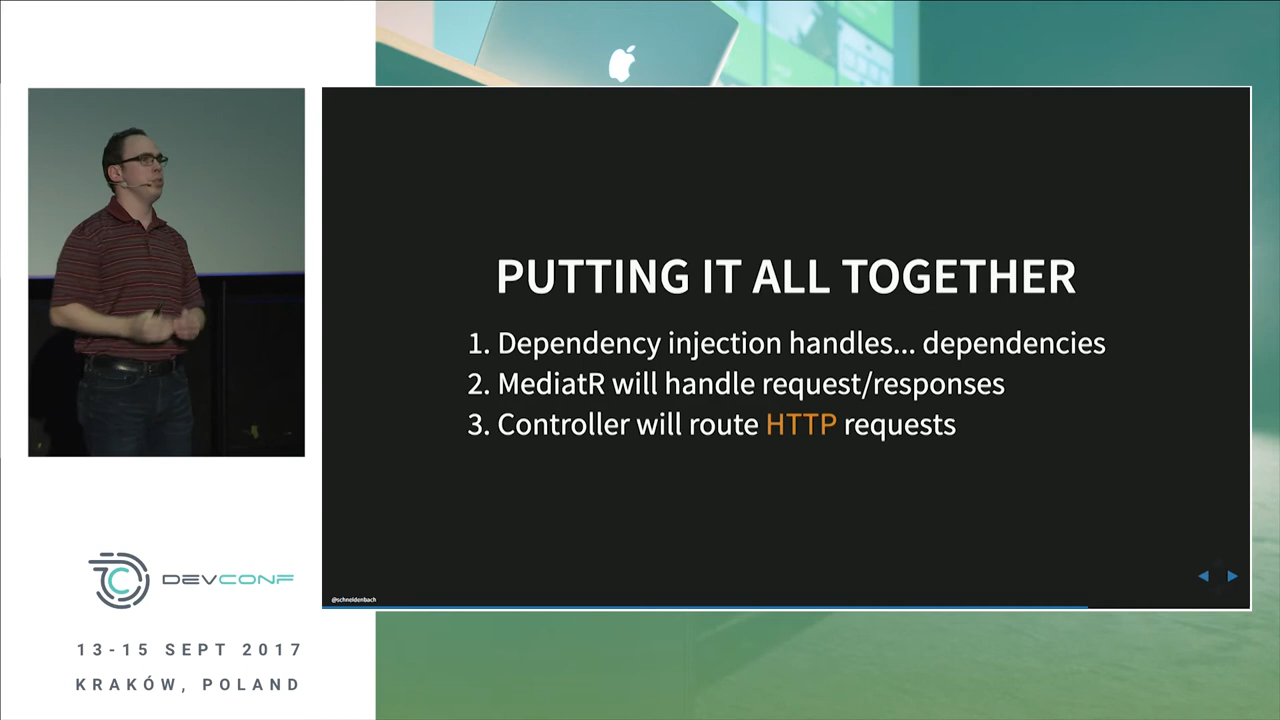 PUTTING IT ALL TOGETHER
1. Dependency injection handles... dependencies
2. MediatR will handle request/responses
3. Controller will route HTTP requests
@schneidenbach
DEVCONF
13-15 SEPT 2017
KRAKÓW, POLAND